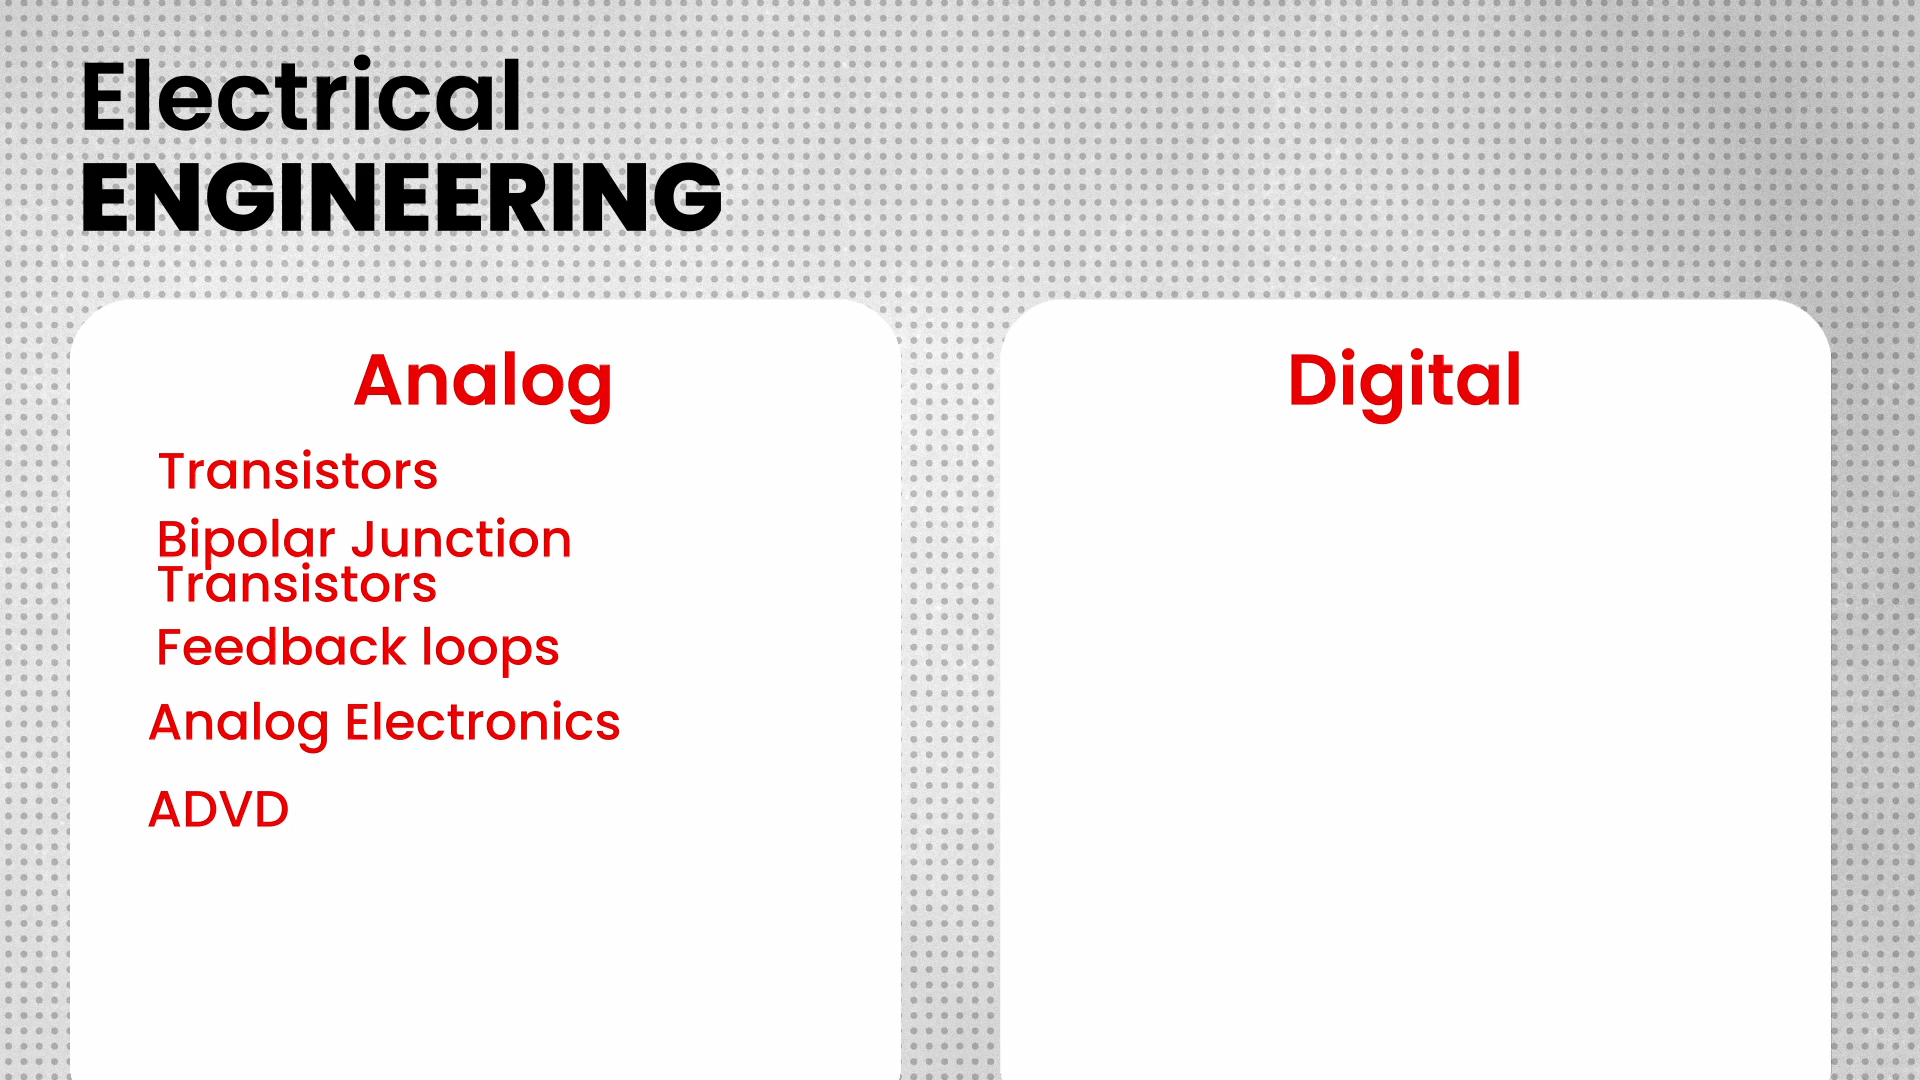 Electrical
ENGINEERING
Analog
Transistors
Bipolar Junction
Transistors
Feedback loops
Analog Electronics
ADVD
Digital